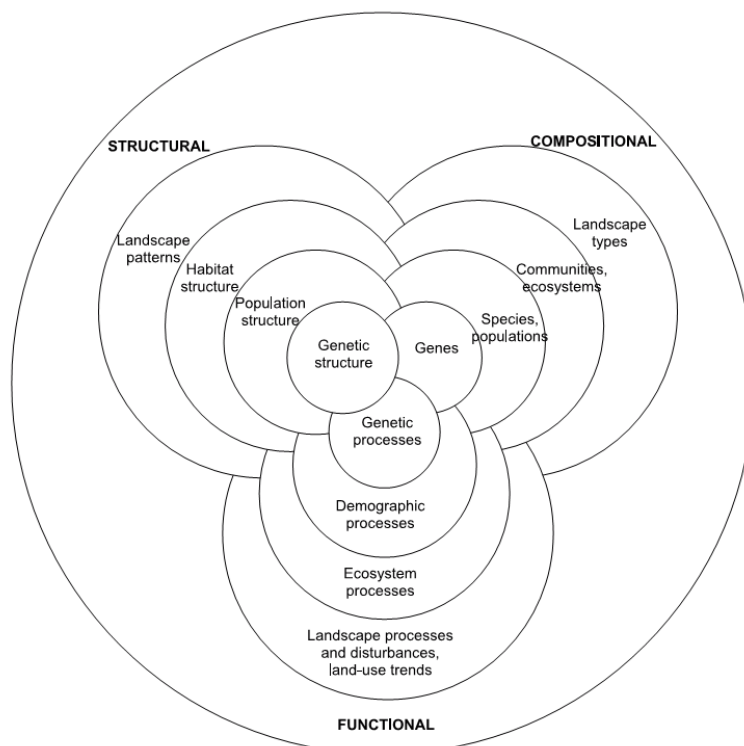 STRUCTURAL
COMPOSITIONAL
Landscape
patterns
Habitat
structure
Population
structure
Genetic
structure
Landscape
types
Communities,
ecosystems
Species,
populations
Genes
Genetic
processes
Demographic
processes
Ecosystem
processes
Landscape processes
and disturbances,
land-use trends
FUNCTIONAL